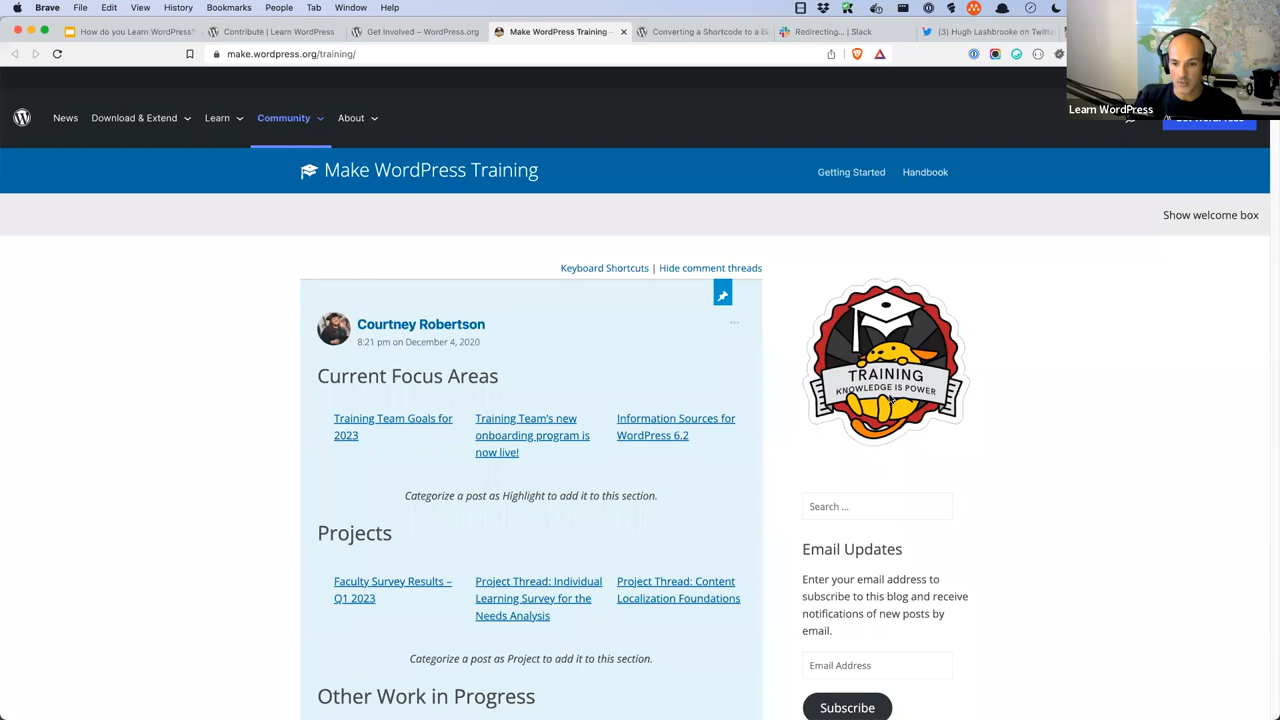 Brave File Edit View History Bookmarks People Tab Window Help
How do you Learn WordPress?
Contribute | Learn WordPress
Get Involved – WordPress.org
Make WordPress Training –
Converting a Shortcode to a Bl
Redirecting... | Slack
(3) Hugh Lashbrooke on Twitte
make.wordpress.org/training/
Learn WordPress
News
Download & Extend
Learn
Community
About
Make WordPress Training
Getting Started
Handbook
Show welcome box
Keyboard Shortcuts | Hide comment threads
Courtney Robertson
8:21 pm on December 4, 2020
Current Focus Areas
Training Team Goals for
2023
Training Team's new
onboarding program is
now live!
Information Sources for
WordPress 6.2
Categorize a post as Highlight to add it to this section.
Projects
Faculty Survey Results –
Q1 2023
Project Thread: Individual
Learning Survey for the
Needs Analysis
Project Thread: Content
Localization Foundations
Categorize a post as Project to add it to this section.
Other Work in Progress
TRAINING
KNOWLEDGE IS POWER
Search ...
Email Updates
Enter your email address to
subscribe to this blog and receive
notifications of new posts by
email.
Email Address
Subscribe